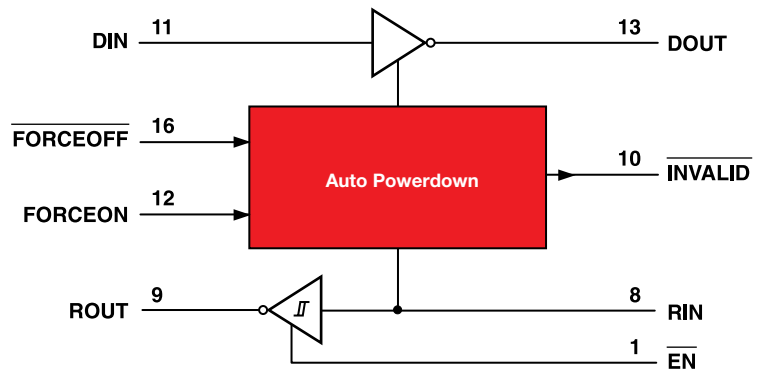 DIN 11 13 DOUT
FORCEOFF 16
Auto Powerdown
10 INVALID
FORCEON 12
ROUT 9 8 RIN
1 EN